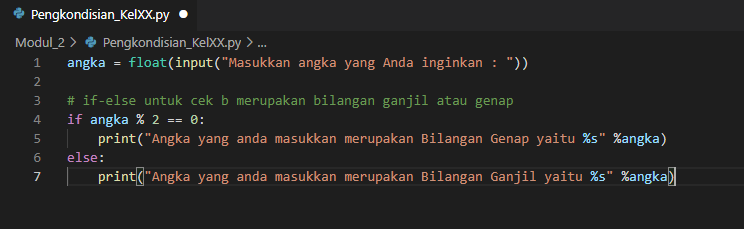 Pengkondisian_KelXX.py ●
Modul_2 > Pengkondisian_KelXX.py > ...
1 angka = float(input("Masukkan angka yang Anda inginkan : "))
2
3 # if-else untuk cek b merupakan bilangan ganjil atau genap
4 if angka % 2 == 0:
5     print("Angka yang anda masukkan merupakan Bilangan Genap yaitu %s" %angka)
6 else:
7     print("Angka yang anda masukkan merupakan Bilangan Ganjil yaitu %s" %angka)